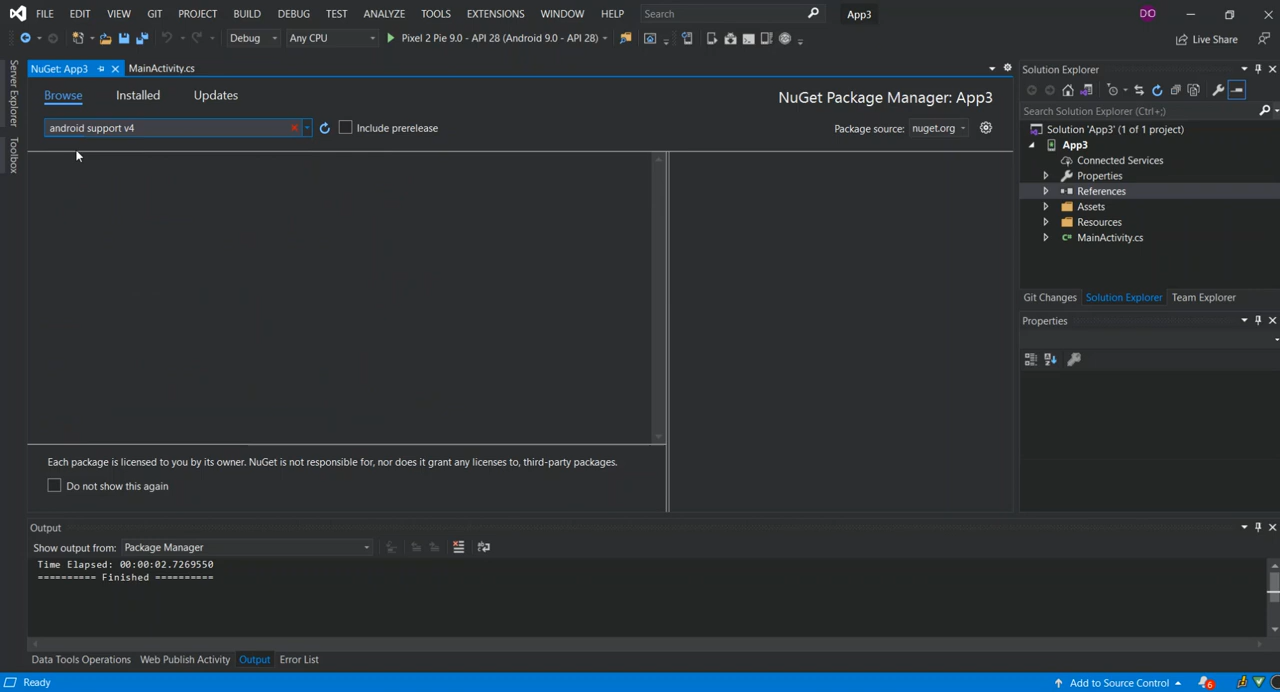 FILE EDIT VIEW GIT PROJECT BUILD DEBUG TEST ANALYZE TOOLS EXTENSIONS WINDOW HELP Search App3 DO
Debug Any CPU Pixel 2 Pie 9.0 - API 28 (Android 9.0 - API 28) Live Share
Server Explorer
Toolbox
NuGet: App3 MainActivity.cs
Browse Installed Updates
NuGet Package Manager: App3
android support v4 Include prerelease
Package source: nuget.org
Each package is licensed to you by its owner. NuGet is not responsible for, nor does it grant any licenses to, third-party packages.
Do not show this again
Solution Explorer
Search Solution Explorer (Ctrl+;)
Solution 'App3' (1 of 1 project)
App3
Connected Services
Properties
References
Assets
Resources
MainActivity.cs
Git Changes Solution Explorer Team Explorer
Properties
Output
Show output from: Package Manager
Time Elapsed: 00:00:02.7269550
========== Finished ==========
Data Tools Operations Web Publish Activity Output Error List
Ready
Add to Source Control 6